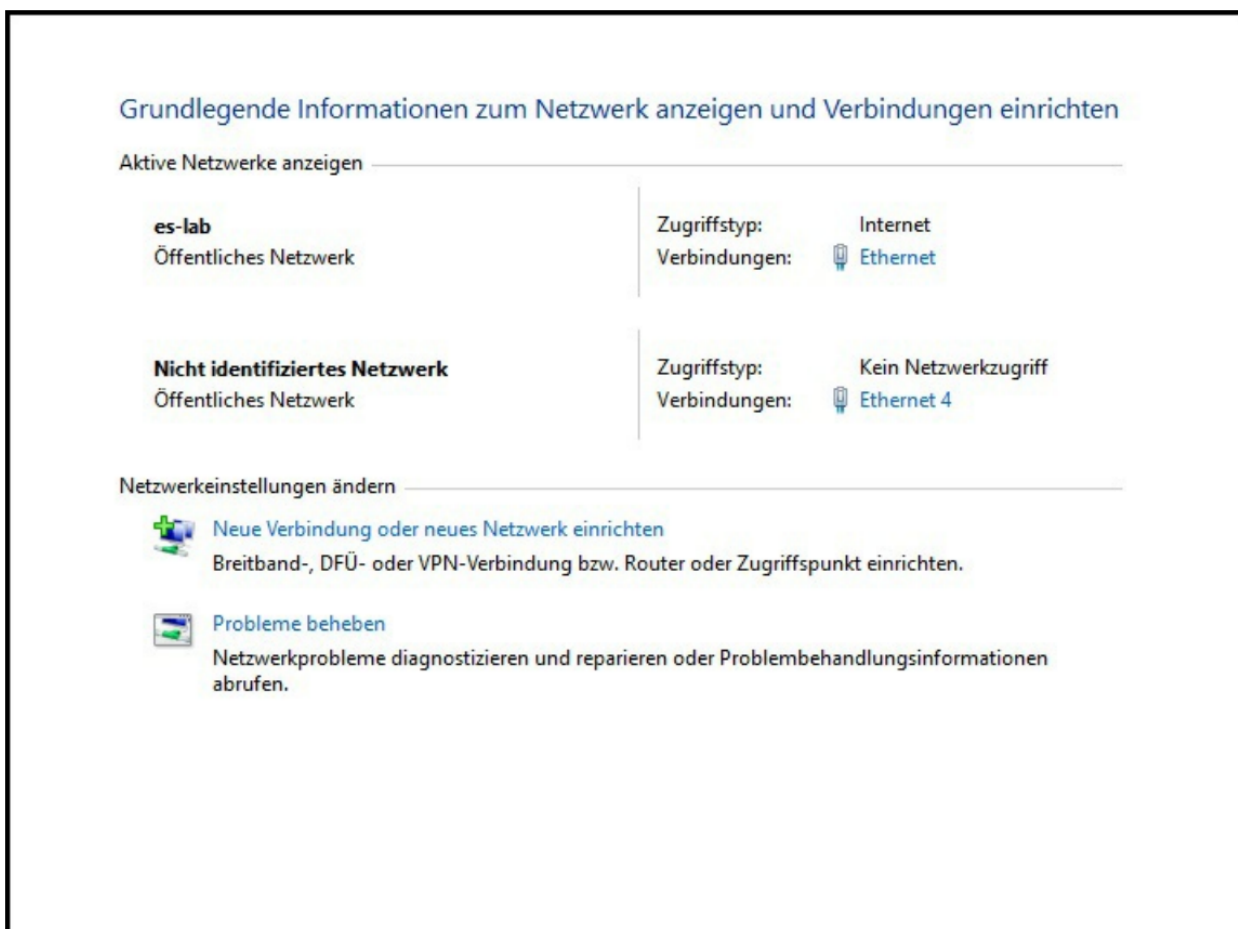 Grundlegende Informationen zum Netzwerk anzeigen und Verbindungen einrichten
Aktive Netzwerke anzeigen
es-lab
Öffentliches Netzwerk
Zugriffstyp: Internet
Verbindungen: Ethernet
Nicht identifiziertes Netzwerk
Öffentliches Netzwerk
Zugriffstyp: Kein Netzwerkzugriff
Verbindungen: Ethernet 4
Netzwerkeinstellungen ändern
Neue Verbindung oder neues Netzwerk einrichten
Breitband-, DFÜ- oder VPN-Verbindung bzw. Router oder Zugriffspunkt einrichten.
Probleme beheben
Netzwerkprobleme diagnostizieren und reparieren oder Problembehandlungsinformationen
abrufen.